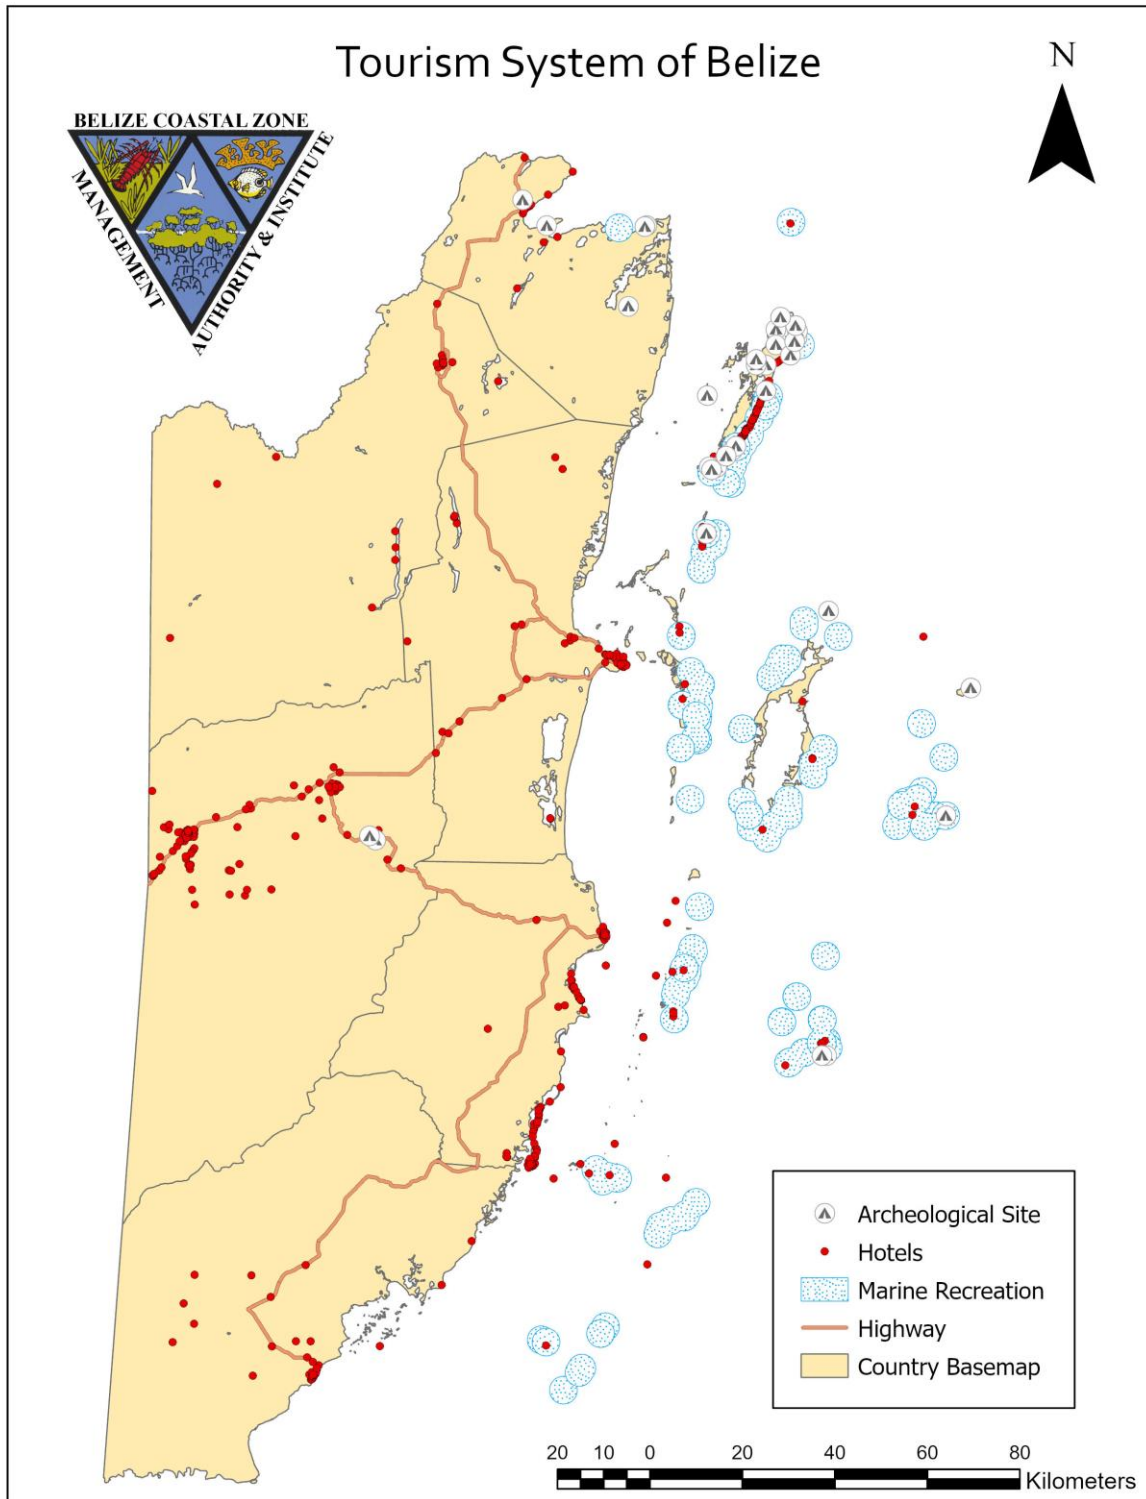 Tourism System of Belize
N
BELIZE COASTAL ZONE
MANAGEMENT
AUTHORITY & INSTITUTE
Archeological Site
Hotels
Marine Recreation
Highway
Country Basemap
20 10 0 20 40 60 80
Kilometers